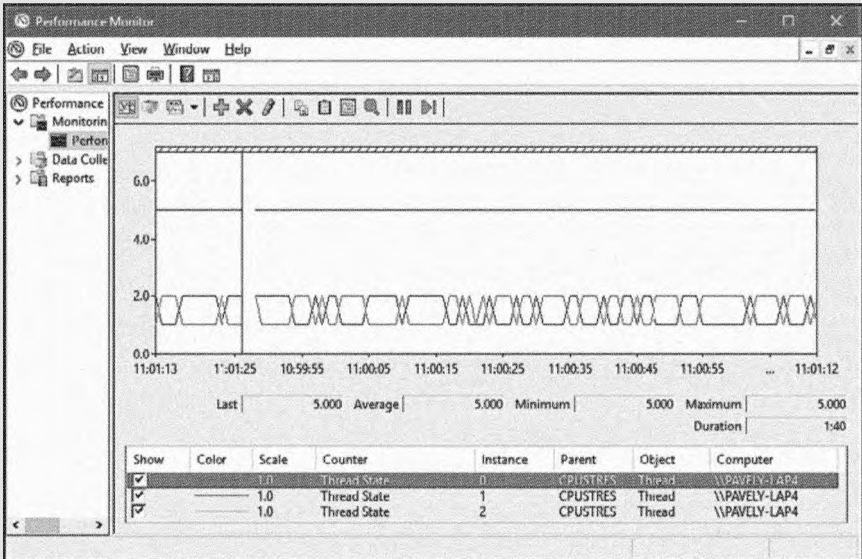 Performance Monitor
File Action View Window Help
Performance
Monitorin
Perfon
Data Colle
Reports
6.0
4.0
2.0
0.0
11:01:13 1':01:25 10:59:55 11:00:05 11:00:15 11:00:25 11:00:35 11:00:45 11:00:55 ... 11:01:12
Last 5.000 Average 5.000 Minimum 5.000 Maximum 5.000
Duration 1:40
Show Color Scale Counter Instance Parent Object Computer
1.0 Thread State 0 CPUSTRES Thread \\PAVELY-LAP4
1.0 Thread State 1 CPUSTRES Thread \\PAVELY-LAP4
1.0 Thread State 2 CPUSTRES Thread \\PAVELY-LAP4